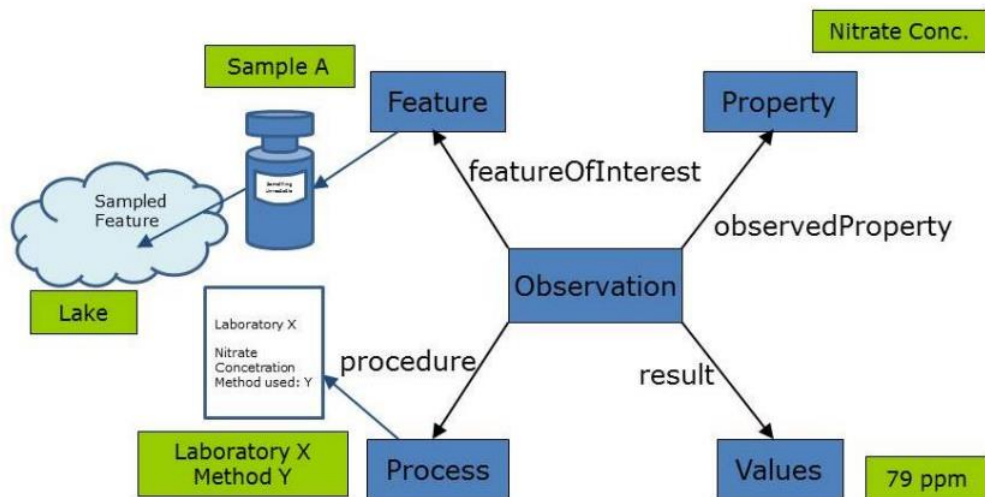 Nitrate Conc.
Sample A
Feature
Property
featureOfInterest
Sampled
Feature
observedProperty
Observation
Lake
Laboratory X
Nitrate
Concetration
Method used: Y
procedure
result
Laboratory X
Method Y
Process
Values
79 ppm